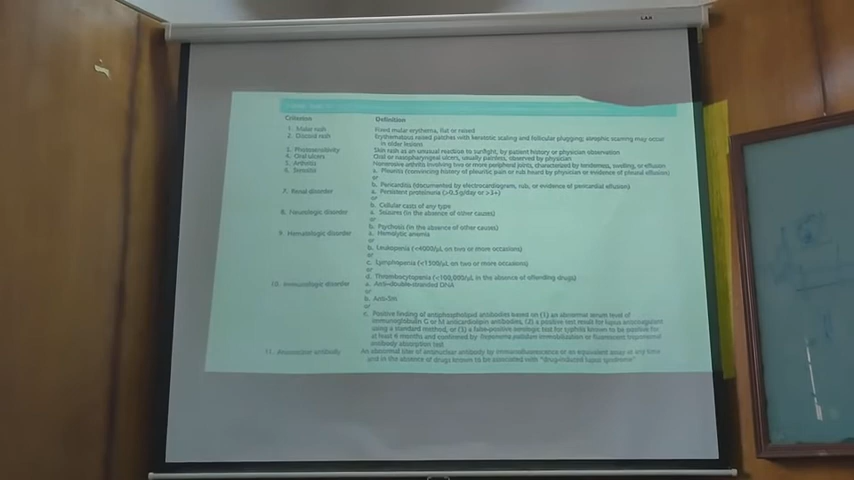 LAA
Criterion Definition
1. Malar rash Fixed malar erythema, flat or raised
2. Discoid rash Erythematous raised patches with keratotic scaling and follicular plugging; atrophic scarring may occur
in older lesions
3. Photosensitivity Skin rash as an unusual reaction to sunlight, by patient history or physician observation
4. Oral ulcers Oral or nasopharyngeal ulcers, usually painless, observed by physician
5. Arthritis Nonerosive arthritis involving two or more peripheral joints, characterized by tenderness, swelling, or effusion
6. Serositis a. Pleuritis (convincing history of pleuritic pain or rub heard by physician or evidence of pleural effusion)
or
b. Pericarditis (documented by electrocardiogram, rub, or evidence of pericardial effusion)
7. Renal disorder a. Persistent proteinuria (>0.5 g/day or >3+)
or
b. Cellular casts of any type
8. Neurologic disorder a. Seizures (in the absence of other causes)
or
b. Psychosis (in the absence of other causes)
9. Hematologic disorder a. Hemolytic anemia
or
b. Leukopenia (<4000/μL on two or more occasions)
or
c. Lymphopenia (<1500/μL on two or more occasions)
or
d. Thrombocytopenia (<100,000/μL in the absence of offending drugs)
10. Immunologic disorder a. Anti-double-stranded DNA
or
b. Anti-Sm
or
c. Positive finding of antiphospholipid antibodies based on (1) an abnormal serum level of
immunoglobulin G or M anticardiolipin antibodies, (2) a positive test result for lupus anticoagulant
using a standard method, or (3) a false-positive serologic test for syphilis known to be positive for
at least 6 months and confirmed by Treponema pallidum immobilization or fluorescent treponemal
antibody absorption test
11. Antinuclear antibody An abnormal titer of antinuclear antibody by immunofluorescence or an equivalent assay at any time
and in the absence of drugs known to be associated with "drug-induced lupus syndrome"